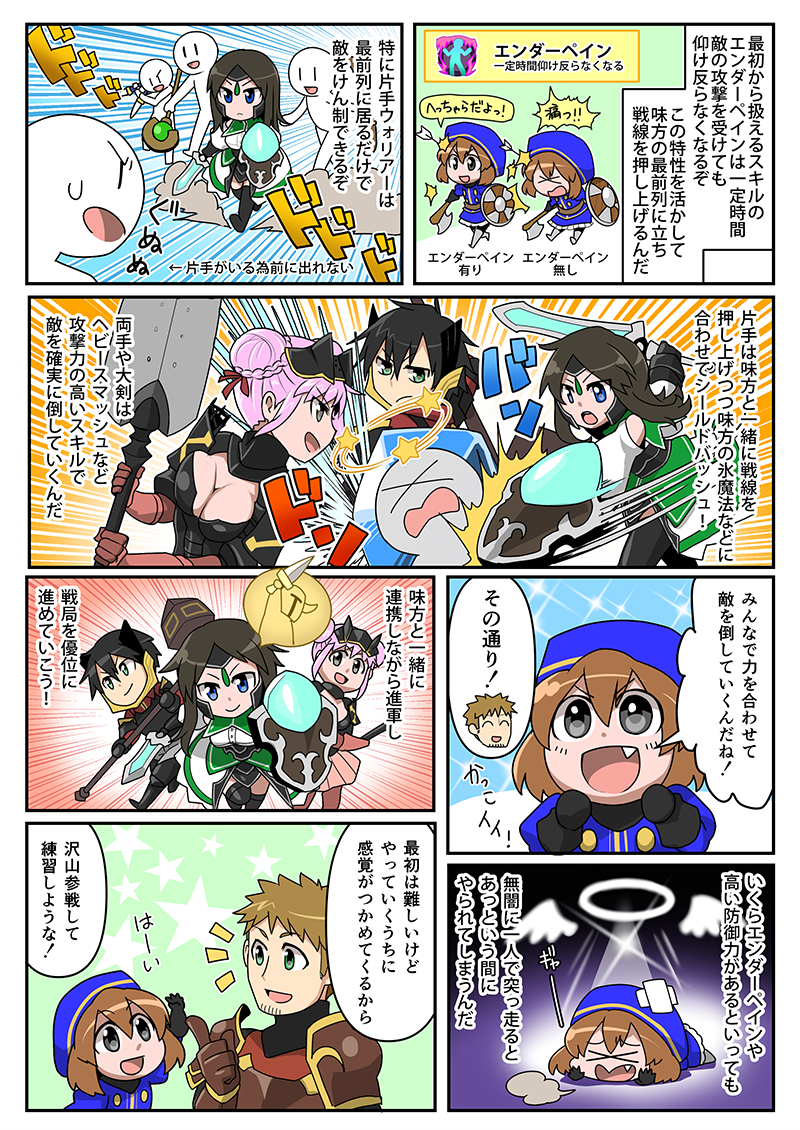 最初から扱えるスキルの
エンダーペインは一定時間
敵の攻撃を受けても
仰け反らなくなるぞ
この特性を活かして
味方の最前列に立ち
戦線を押し上げるんだ
エンダーペイン
一定時間仰け反らなくなる
痛っ!!
へっちゃらだよっ!
エンダーペイン
無し
エンダーペイン
有り
特に片手ウォリアーは
最前列に居るだけで
敵をけん制できるぞ
ドドドド
ドドド
ぐぬぬ
←片手がいる為前に出れない
片手は味方と一緒に戦線を
押し上げつつ味方の氷魔法などに
合わせてシールドバッシュ!
バン
ドンッ
両手や大剣は
ヘビースマッシュなど
攻撃力の高いスキルで
敵を確実に倒していくんだ
みんなで力を合わせて
敵を倒していくんだね!
その通り!
かっこいい!
味方と一緒に
連携しながら進軍し
戦局を優位に
進めていこう!
いくらエンダーペインや
高い防御力があるといっても
無闇に一人で突っ走ると
あっという間に
やられてしまうんだ
ギャー
最初は難しいけど
やっていくうちに
感覚がつかめてくるから
沢山参戦して
練習しような!
はーい